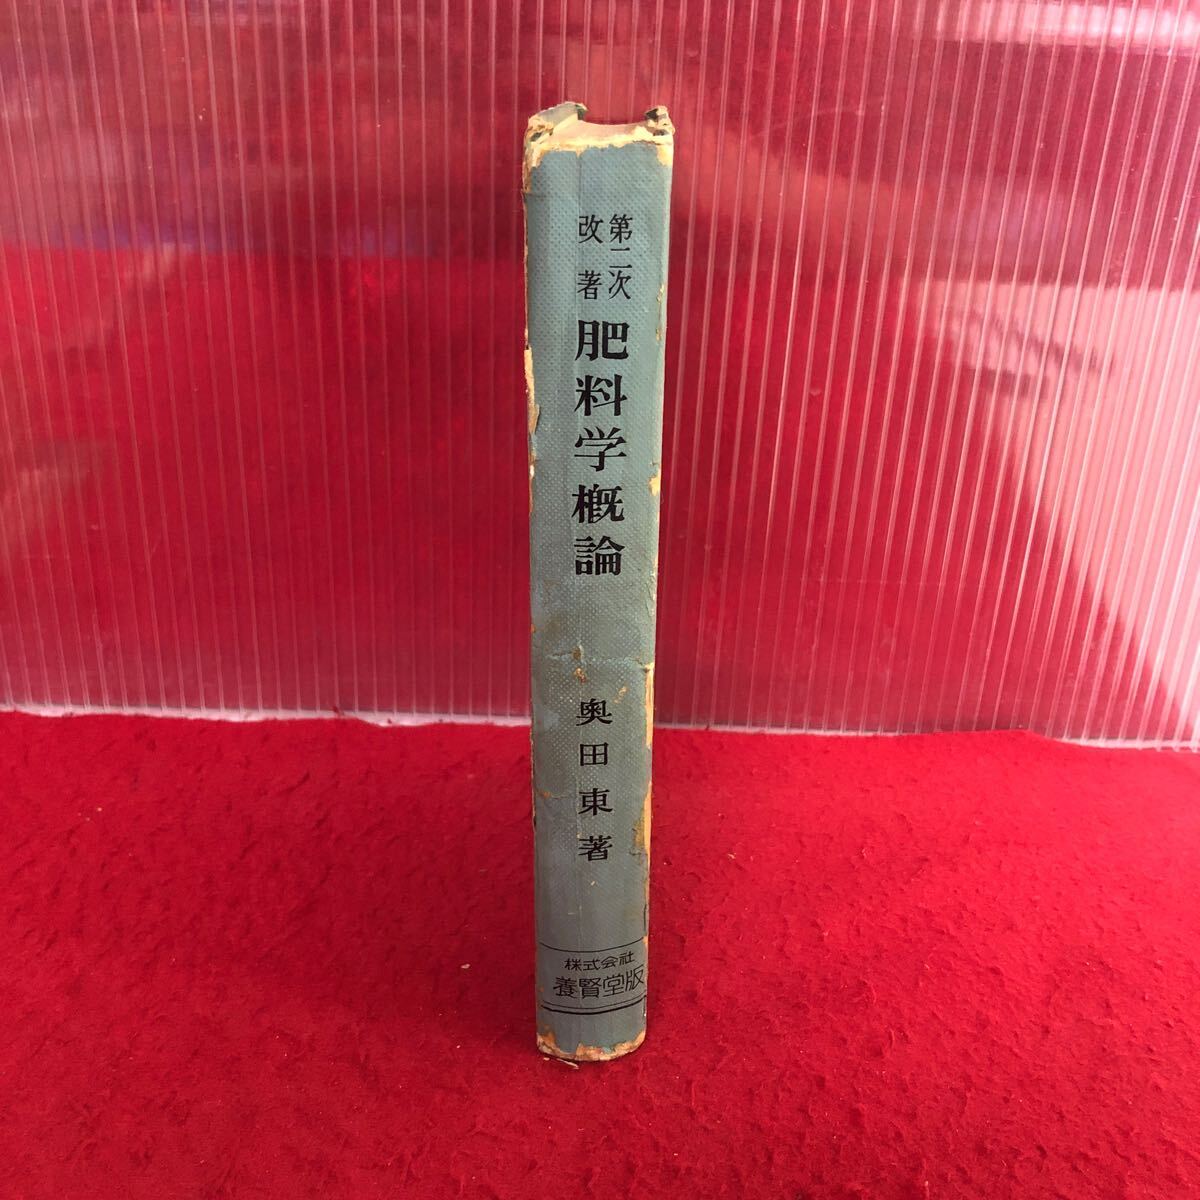 第二次
改著
肥料学概論
奥田東著
株式会社
養賢堂版